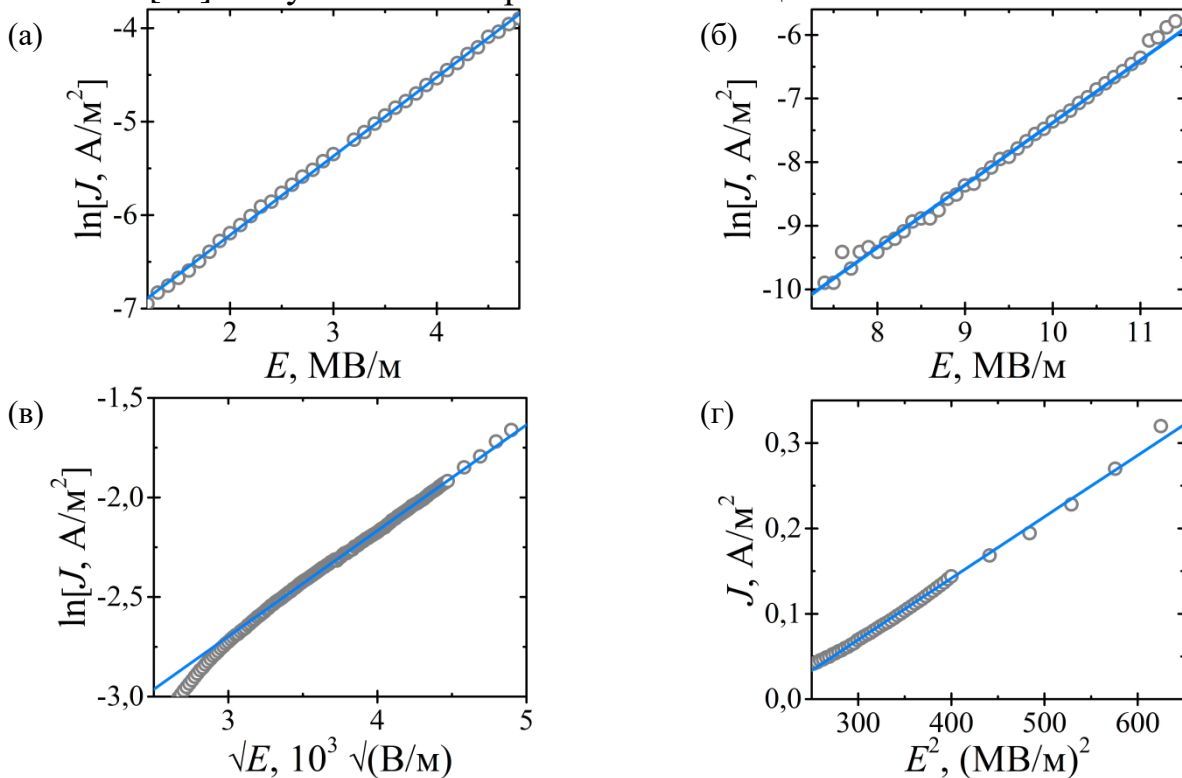 (а)
ln[J, А/м²]
-4
-5
-6
-7
2 3 4
E, МВ/м
(б)
ln[J, А/м²]
-6
-7
-8
-9
-10
8 9 10 11
E, МВ/м
(в)
ln[J, А/м²]
-1,5
-2,0
-2,5
-3,0
3 4 5
√E, 10³ √(В/м)
(г)
J, А/м²
0,3
0,2
0,1
0,0
300 400 500 600
E², (МВ/м)²